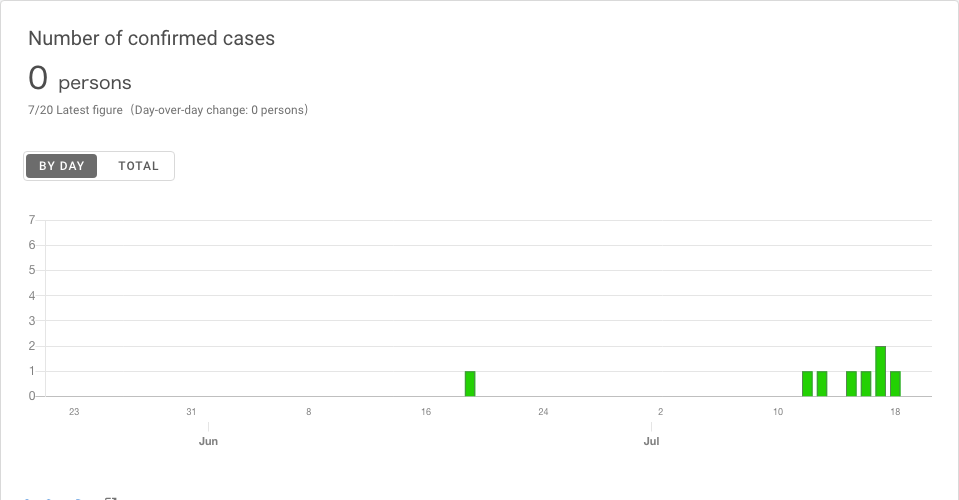 Number of confirmed cases
0 persons
7/20 Latest figure（Day-over-day change: 0 persons）
BY DAY TOTAL
7
6
5
4
3
2
1
0
23 31 8 16 24 2 10 18
Jun Jul